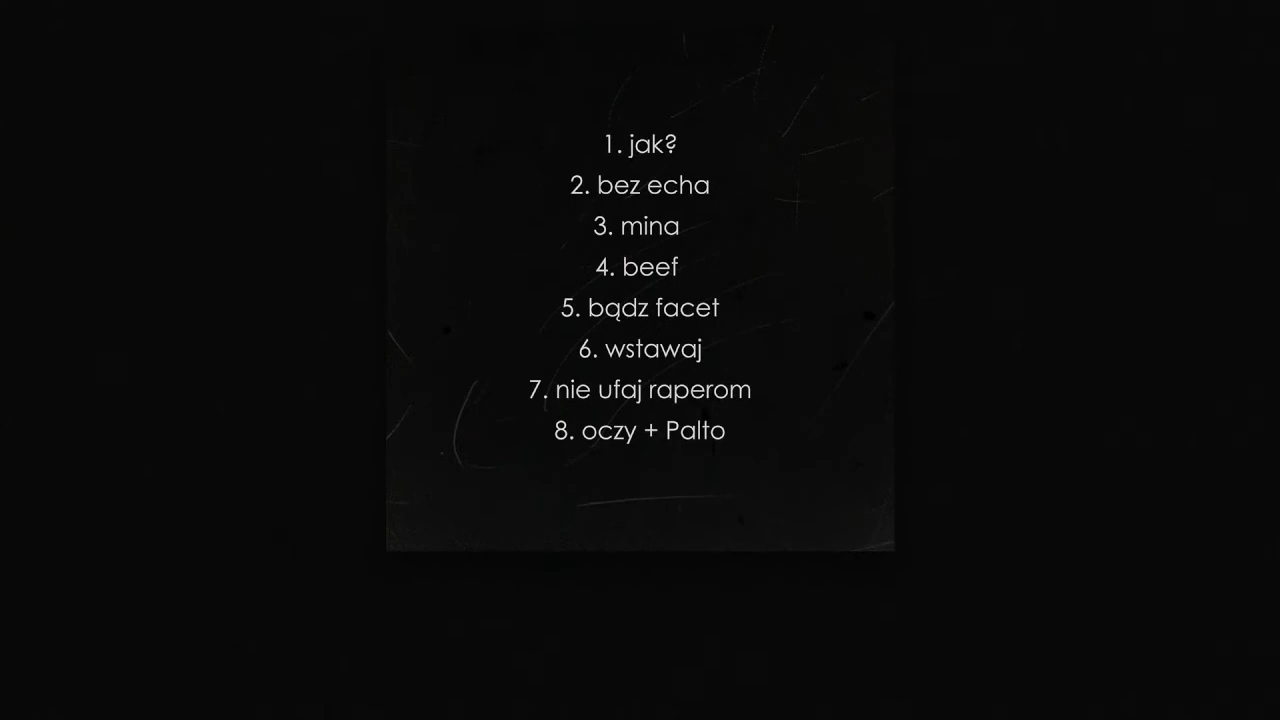 1. jak?
2. bez echa
3. mina
4. beef
5. bądz facet
6. wstawaj
7. nie ufaj raperom
8. oczy + Palto